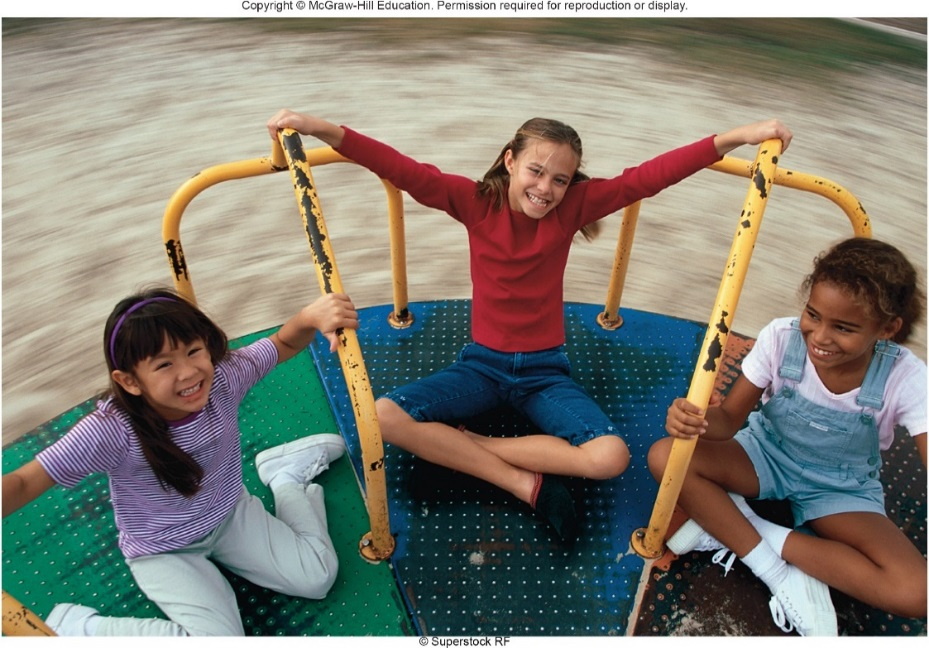 Copyright © McGraw-Hill Education. Permission required for reproduction or display.
© Superstock RF